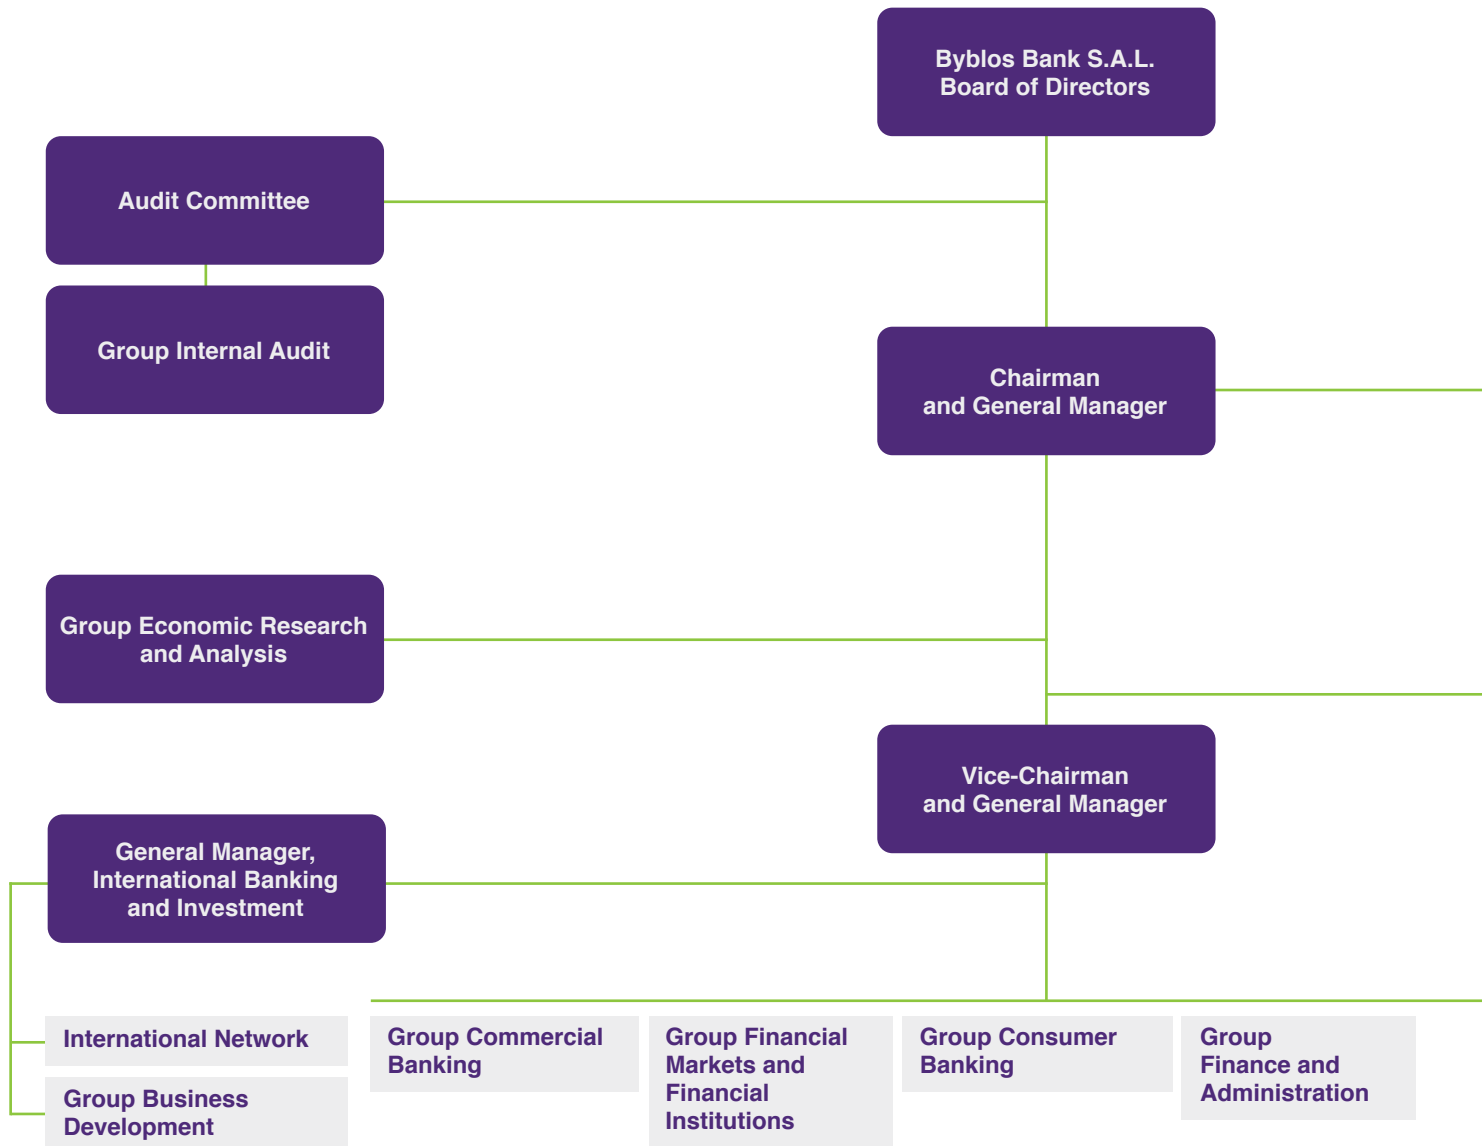 Byblos Bank S.A.L.
Board of Directors
Audit Committee
Group Internal Audit
Chairman
and General Manager
Group Economic Research
and Analysis
Vice-Chairman
and General Manager
General Manager,
International Banking
and Investment
International Network
Group Business
Development
Group Commercial
Banking
Group Financial
Markets and
Financial
Institutions
Group Consumer
Banking
Group
Finance and
Administration